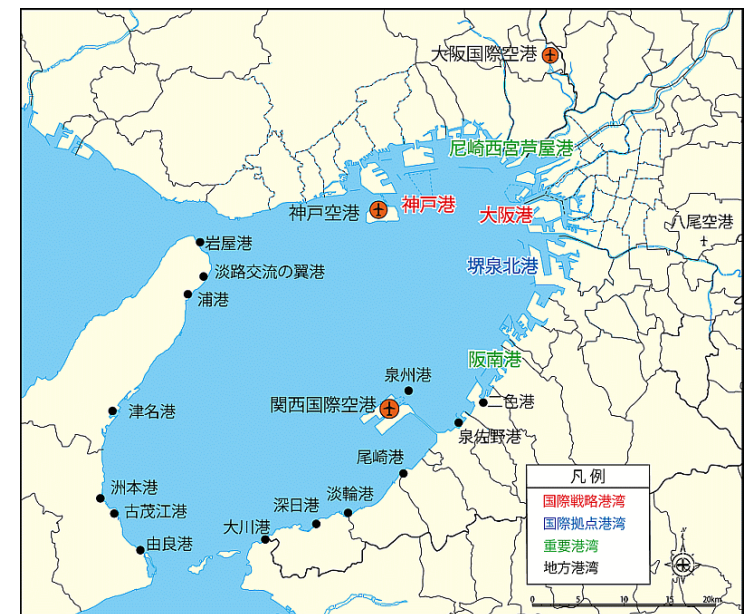 大阪国際空港
尼崎西宮芦屋港
神戸空港
神戸港
大阪港
八尾空港
岩屋港
淡路交流の翼港
浦港
堺泉北港
阪南港
泉州港
関西国際空港
二色港
津名港
泉佐野港
尾崎港
洲本港
淡輪港
古茂江港
深日港
大川港
由良港
凡例
国際戦略港湾
国際拠点港湾
重要港湾
地方港湾
0 5 10 15 20km